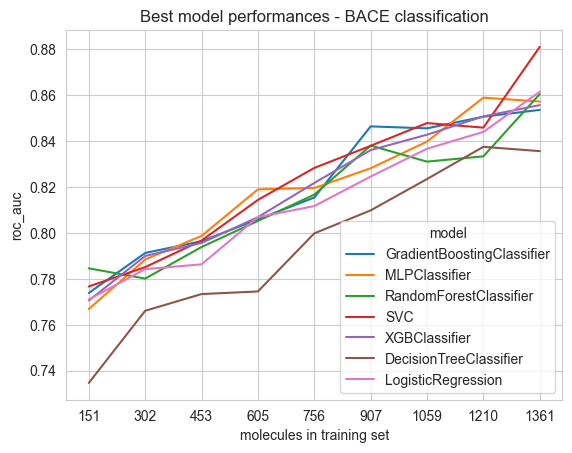 Best model performances - BACE classification
roc_auc
0.88
0.86
0.84
0.82
0.80
0.78
0.76
0.74
model
GradientBoostingClassifier
MLPClassifier
RandomForestClassifier
SVC
XGBClassifier
DecisionTreeClassifier
LogisticRegression
151 302 453 605 756 907 1059 1210 1361
molecules in training set